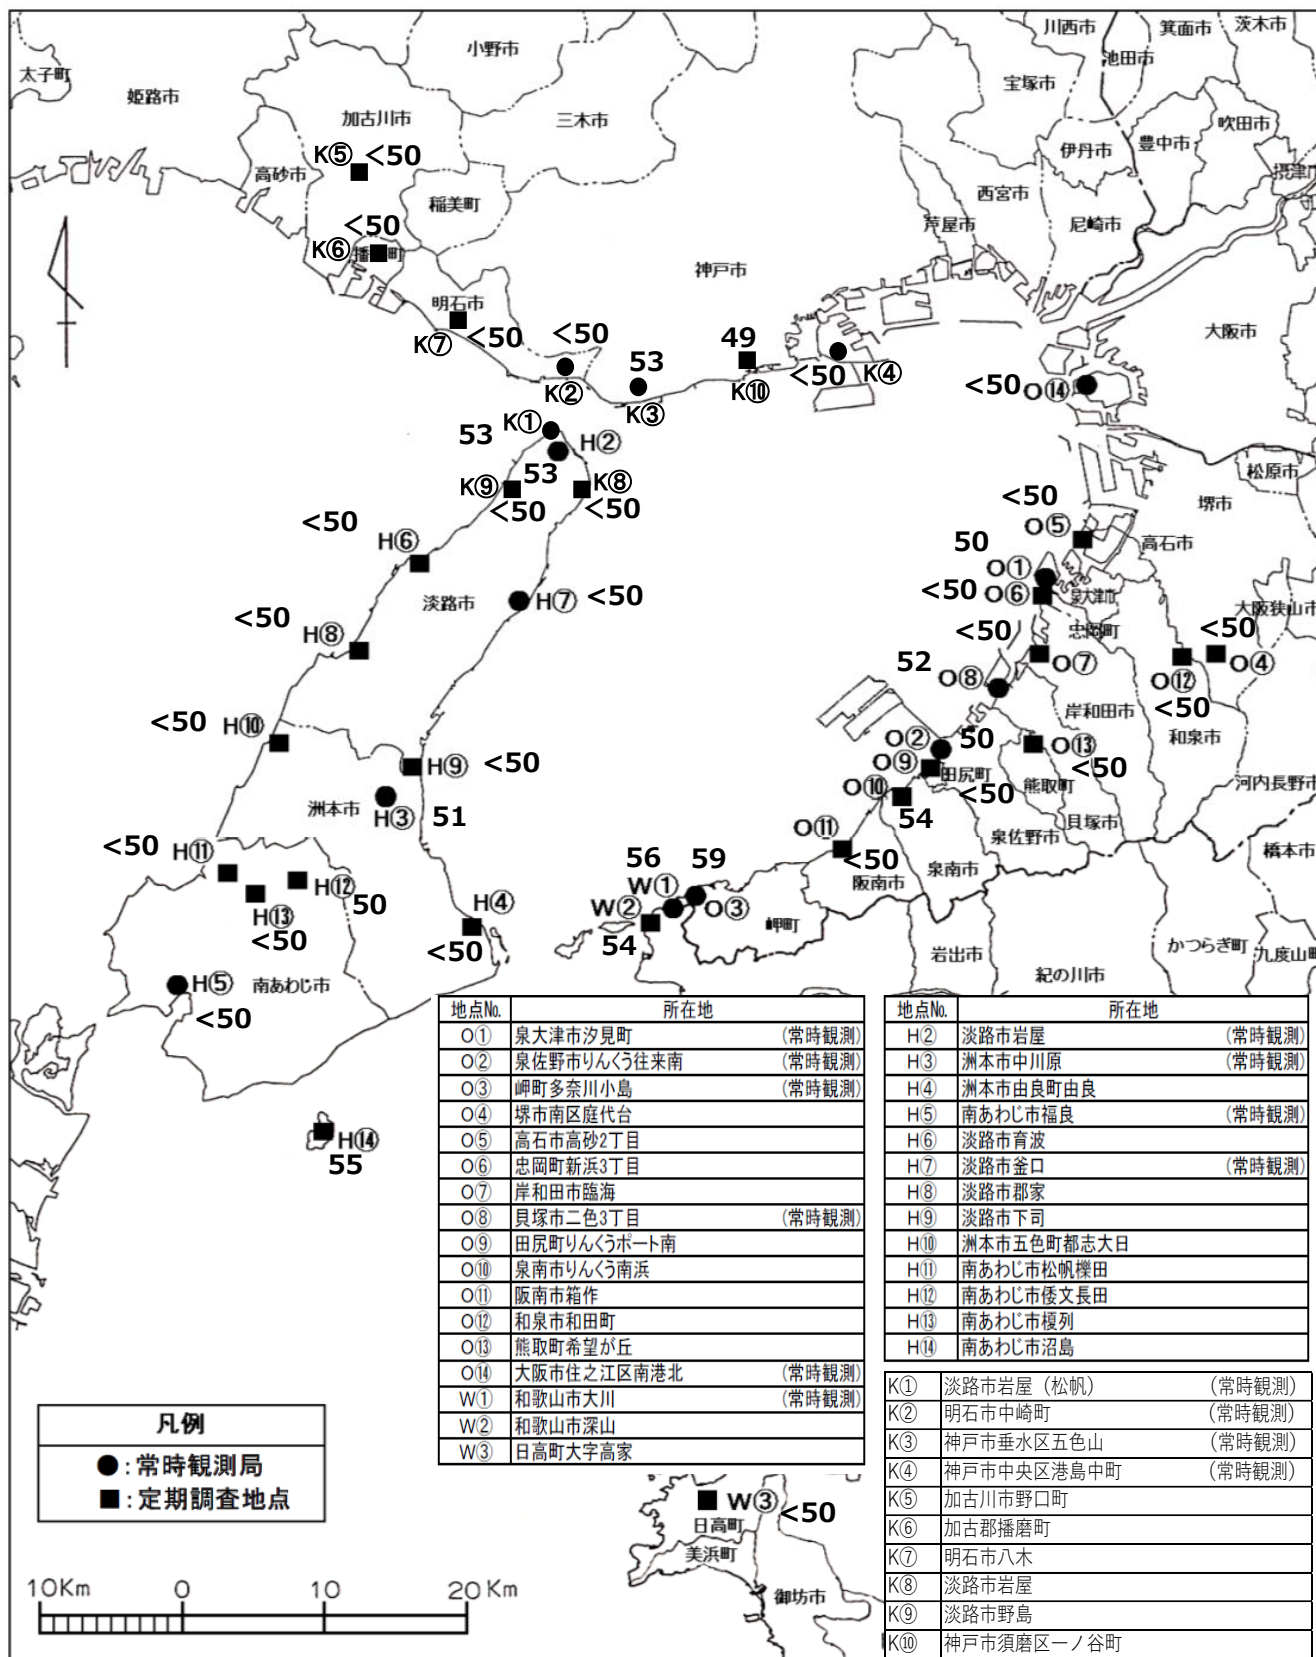 川西市
箕面市
茨木市
小野市
池田市
太子町
宝塚市
姫路市
加古川市
三木市
吹田市
伊丹市
豊中市
K⑤ <50
高砂市
摂津市
西宮市
稲美町
<50
芦屋市
尼崎市
K⑥
播磨町
神戸市
明石市
大阪市
K⑦ <50
<50
K②
53
K③
49
K⑩
<50
K④
<50 O⑭
K①
53
H②
53
松原市
K⑨
<50
K⑧
<50
<50
堺市
<50
O⑤
高石市
H⑥
50
O①
淡路市
H⑦ <50
<50 O⑥
泉大津市
大阪狭山市
<50
H⑧
<50
忠岡町
<50
O⑦
O④
52
O⑧
O⑫
<50
岸和田市
<50
H⑩
和泉市
O②
50
O⑬
<50
H⑨ <50
O⑨
田尻町
<50
熊取町
河内長野市
O⑩
54
洲本市
H③
51
貝塚市
O⑪
<50
泉佐野市
橋本市
<50
H⑪
56
W①
59
阪南市
泉南市
H⑫
50
H⑬
<50
H④
<50
W②
54
O③
岬町
かつらぎ町
九度山町
岩出市
紀の川市
H⑤
<50
南あわじ市
H⑭
55
地点No. 所在地
O① 泉大津市汐見町 (常時観測)
O② 泉佐野市りんくう往来南 (常時観測)
O③ 岬町多奈川小島 (常時観測)
O④ 堺市南区庭代台
O⑤ 高石市高砂2丁目
O⑥ 忠岡町新浜3丁目
O⑦ 岸和田市臨海
O⑧ 貝塚市二色3丁目 (常時観測)
O⑨ 田尻町りんくうポート南
O⑩ 泉南市りんくう南浜
O⑪ 阪南市箱作
O⑫ 和泉市和田町
O⑬ 熊取町希望が丘
O⑭ 大阪市住之江区南港北 (常時観測)
W① 和歌山市大川 (常時観測)
W② 和歌山市深山
W③ 日高町大字高家
地点No. 所在地
H② 淡路市岩屋 (常時観測)
H③ 洲本市中川原 (常時観測)
H④ 洲本市由良町由良
H⑤ 南あわじ市福良 (常時観測)
H⑥ 淡路市育波
H⑦ 淡路市釜口 (常時観測)
H⑧ 淡路市郡家
H⑨ 淡路市下司
H⑩ 洲本市五色町都志大日
H⑪ 南あわじ市松帆櫟田
H⑫ 南あわじ市倭文長田
H⑬ 南あわじ市榎列
H⑭ 南あわじ市沼島
K① 淡路市岩屋(松帆) (常時観測)
K② 明石市中崎町 (常時観測)
K③ 神戸市垂水区五色山 (常時観測)
K④ 神戸市中央区港島中町 (常時観測)
K⑤ 加古川市野口町
K⑥ 加古郡播磨町
K⑦ 明石市八木
K⑧ 淡路市岩屋
K⑨ 淡路市野島
K⑩ 神戸市須磨区一ノ谷町
凡例
●:常時観測局
■:定期調査地点
W③ <50
日高町
美浜町
御坊市
10Km 0 10 20Km